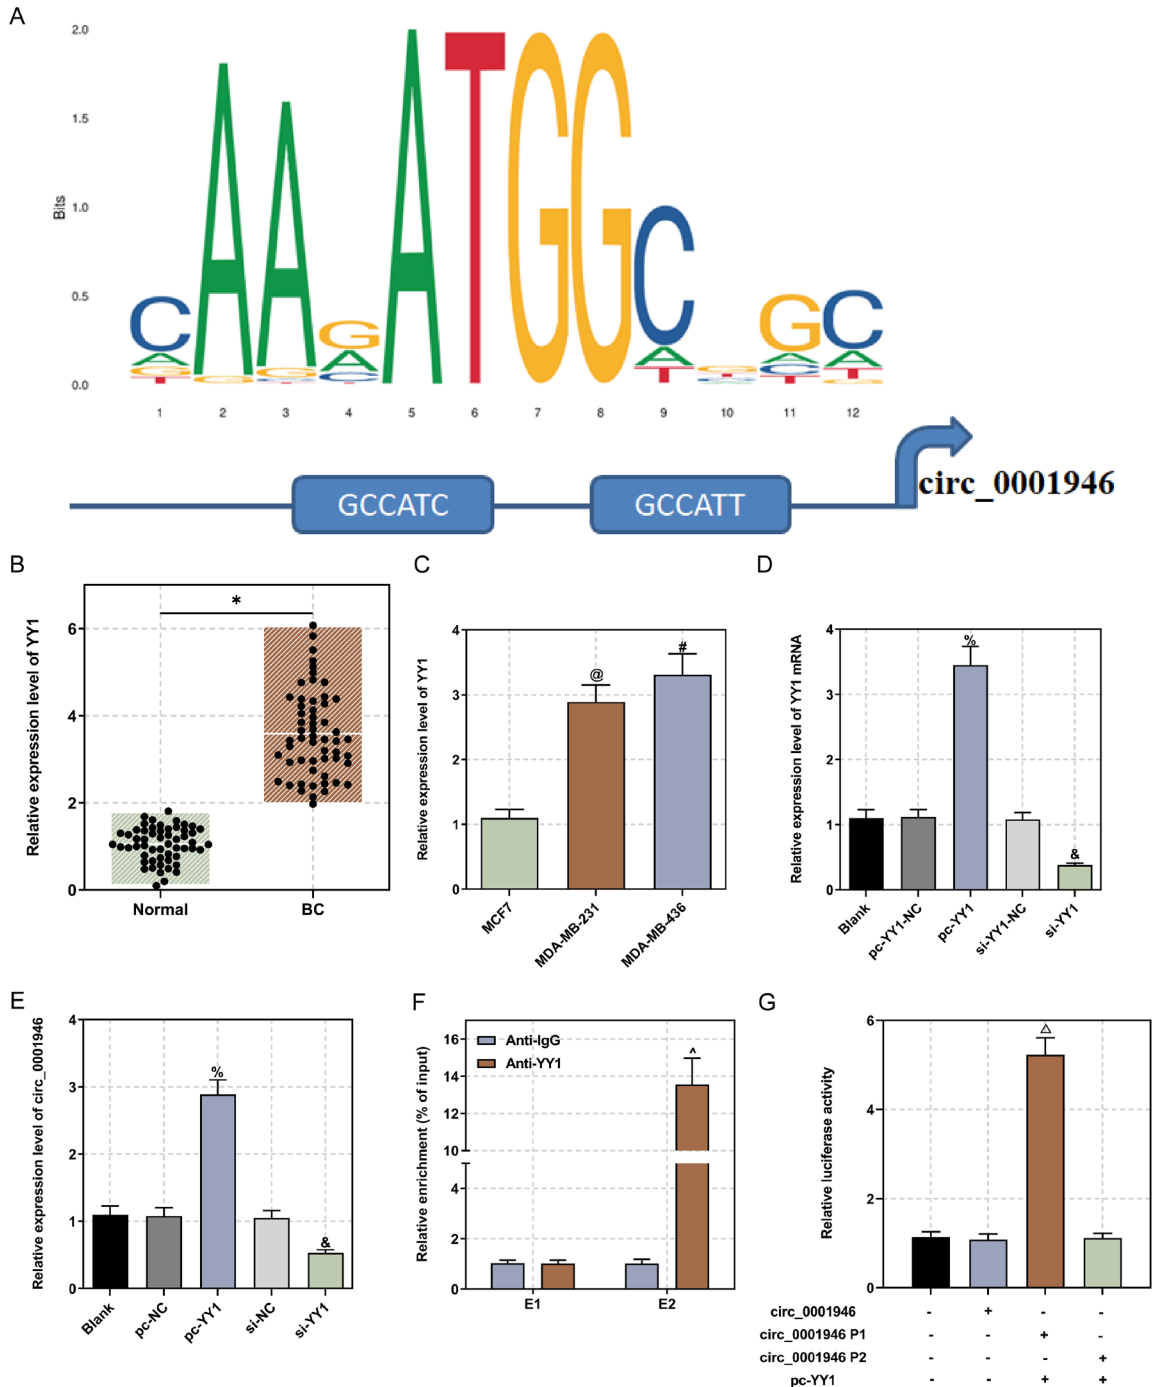 A
Bits
2.0
1.5
1.0
0.5
0.0
1 2 3 4 5 6 7 8 9 10 11 12
GCCATC GCCATT circ_0001946
B
Relative expression level of YY1
6
4
2
0
*
Normal BC
C
Relative expression level of YY1
4
3
2
1
0
@ #
MCF7 MDA-MB-231 MDA-MB-436
D
Relative expression level of YY1 mRNA
4
3
2
1
0
% &
Blank pc-YY1-NC pc-YY1 si-YY1-NC si-YY1
E
Relative expression level of circ_0001946
4
3
2
1
0
% &
Blank pc-NC pc-YY1 si-NC si-YY1
F
Relative enrichment (% of input)
16
14
12
10
4
2
0
Anti-IgG
Anti-YY1
^
E1 E2
G
Relative luciferase activity
6
4
2
0
△
circ_0001946 - + - -
circ_0001946 P1 - - + -
circ_0001946 P2 - - - +
pc-YY1 - - + +